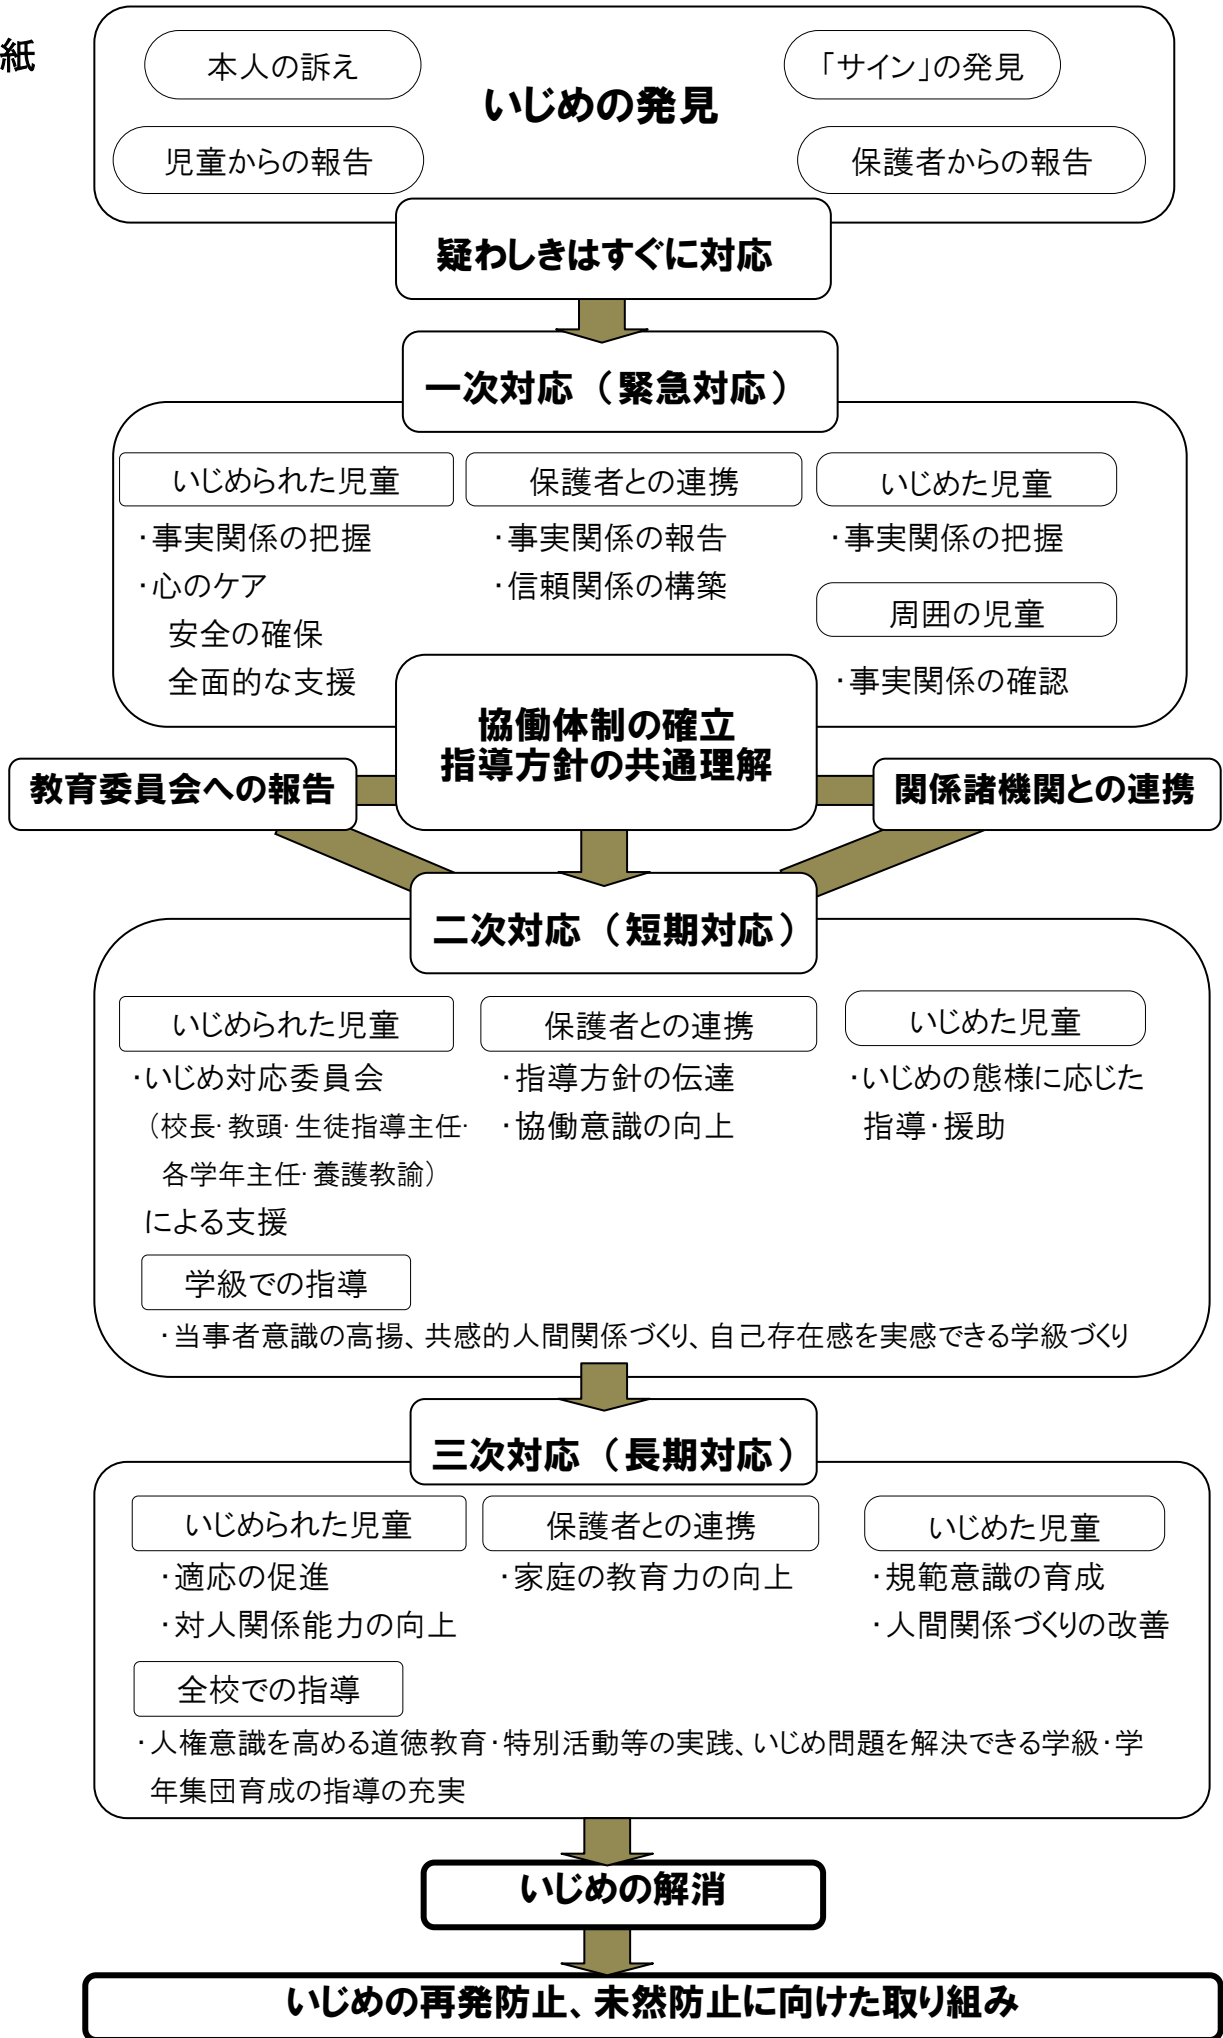 紙
本人の訴え
「サイン」の発見
いじめの発見
児童からの報告
保護者からの報告
疑わしきはすぐに対応
一次対応（緊急対応）
いじめられた児童
・事実関係の把握
・心のケア
安全の確保
全面的な支援
保護者との連携
・事実関係の報告
・信頼関係の構築
いじめた児童
・事実関係の把握
周囲の児童
・事実関係の確認
協働体制の確立
指導方針の共通理解
教育委員会への報告
関係諸機関との連携
二次対応（短期対応）
いじめられた児童
・いじめ対応委員会
（校長・教頭・生徒指導主任・
各学年主任・養護教諭）
による支援
保護者との連携
・指導方針の伝達
・協働意識の向上
いじめた児童
・いじめの態様に応じた
指導・援助
学級での指導
・当事者意識の高揚、共感的人間関係づくり、自己存在感を実感できる学級づくり
三次対応（長期対応）
いじめられた児童
・適応の促進
・対人関係能力の向上
保護者との連携
・家庭の教育力の向上
いじめた児童
・規範意識の育成
・人間関係づくりの改善
全校での指導
・人権意識を高める道徳教育・特別活動等の実践、いじめ問題を解決できる学級・学
年集団育成の指導の充実
いじめの解消
いじめの再発防止、未然防止に向けた取り組み